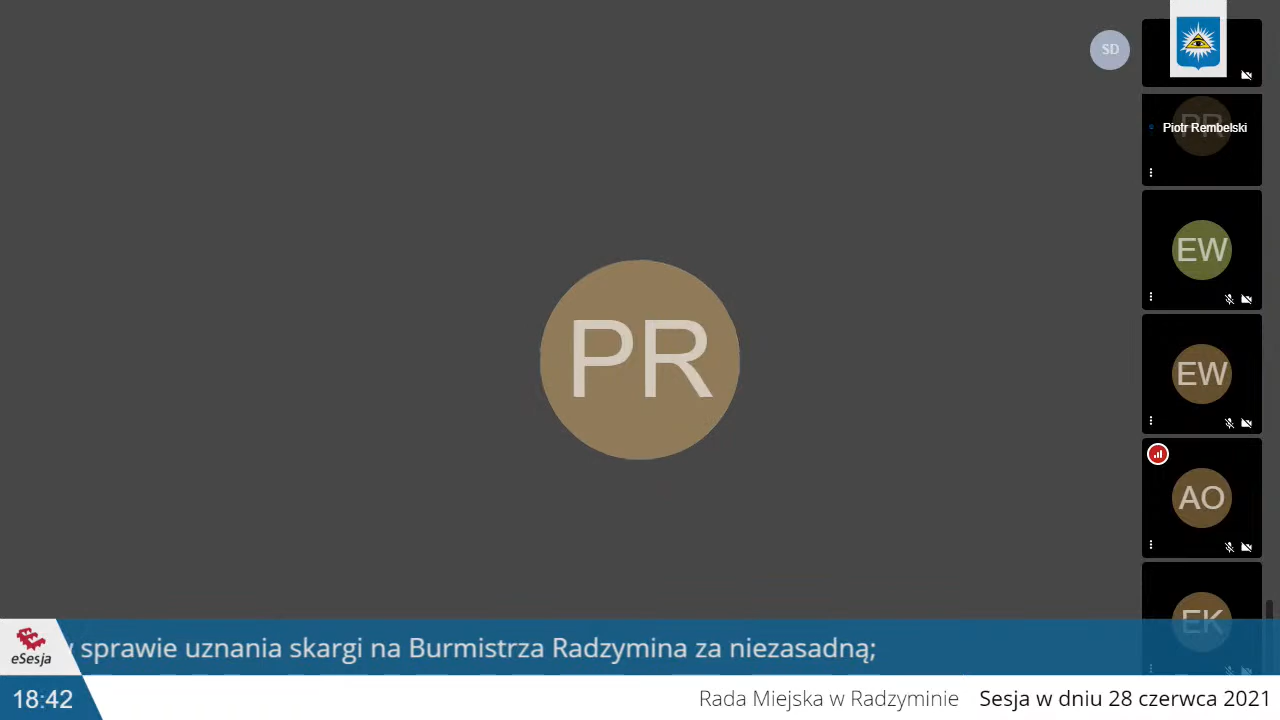 SD
PR
Piotr Rembelski
EW
PR
EW
AO
EK
sprawie uznania skargi na Burmistrza Radzymina za niezasadną;
eSesja
18:42
Rada Miejska w Radzyminie Sesja w dniu 28 czerwca 2021